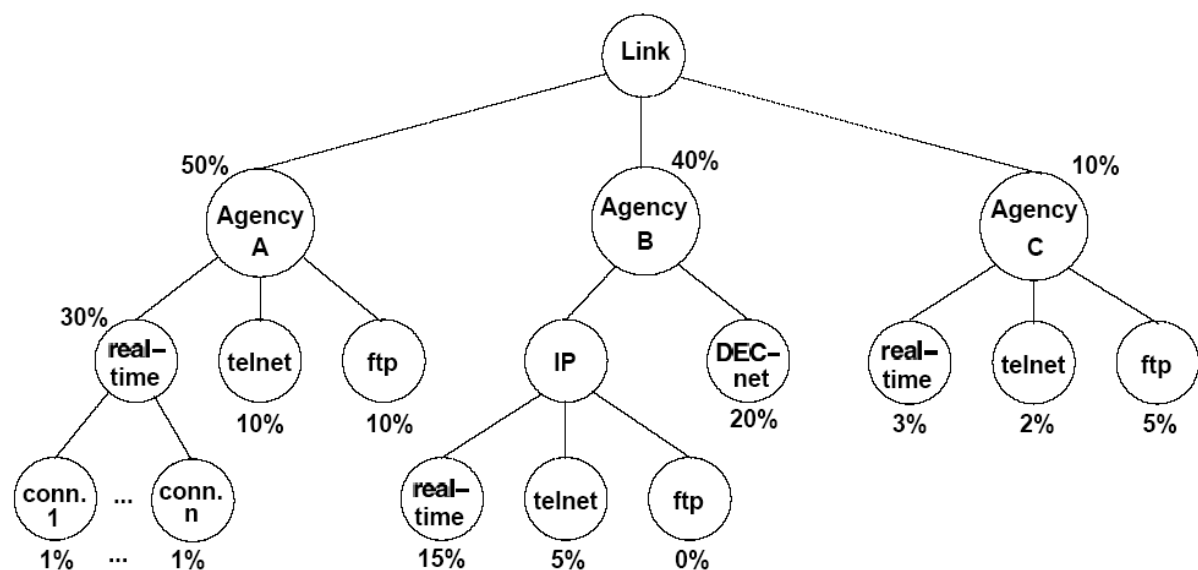 Link
50%
40%
10%
Agency
A
Agency
B
Agency
C
30%
real–
time
telnet
ftp
IP
DEC–
net
real–
time
telnet
ftp
10%
10%
20%
3%
2%
5%
conn.
1
...
conn.
n
real–
time
telnet
ftp
1%
...
1%
15%
5%
0%